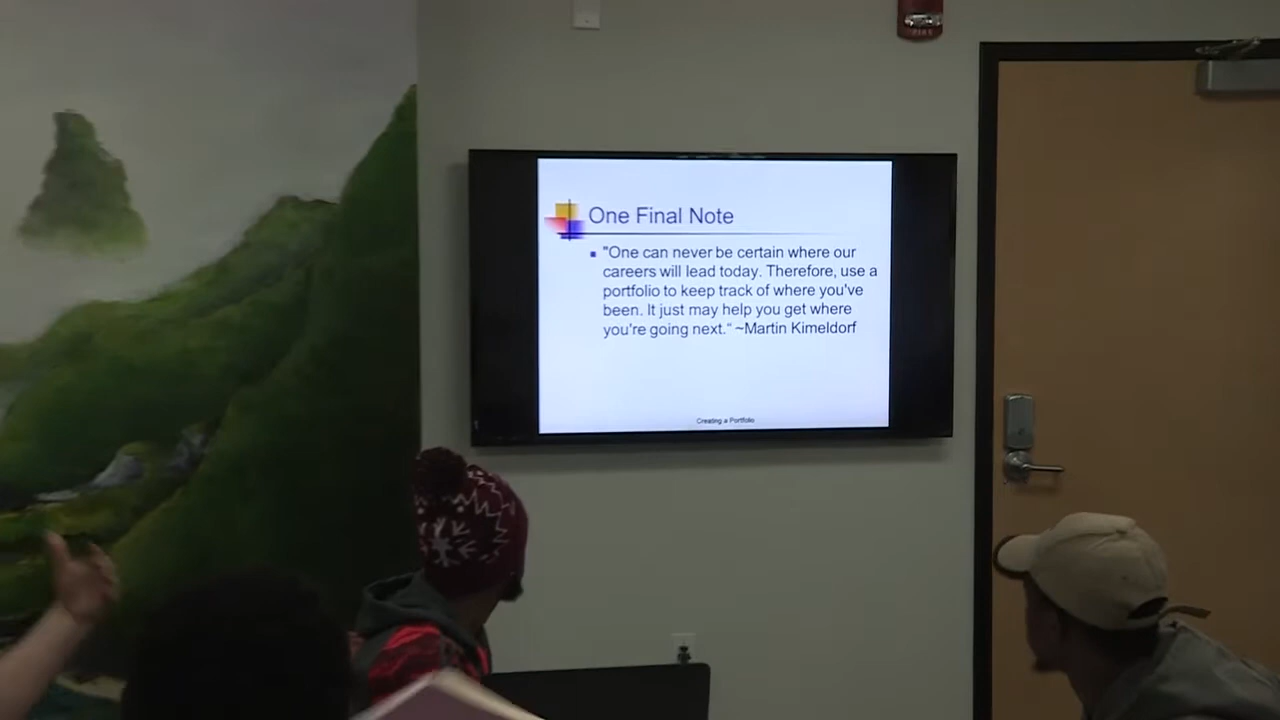 FIRE
One Final Note
"One can never be certain where our
careers will lead today. Therefore, use a
portfolio to keep track of where you've
been. It just may help you get where
you're going next.“ ~Martin Kimeldorf
Creating a Portfolio